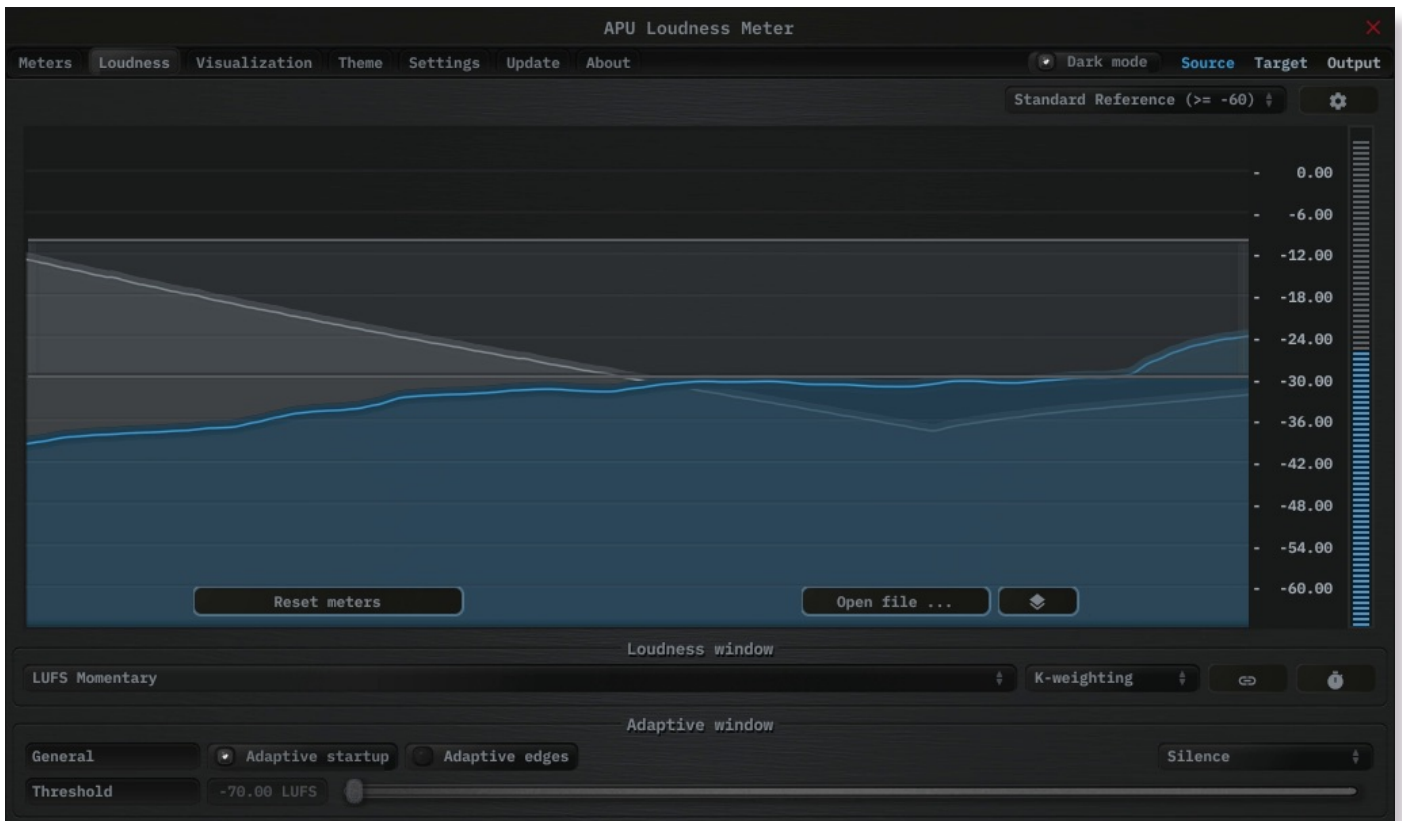 APU Loudness Meter
Meters Loudness Visualization Theme Settings Update About Dark mode Source Target Output
Standard Reference (>= -60)
- 0.00
- -6.00
- -12.00
- -18.00
- -24.00
- -30.00
- -36.00
- -42.00
- -48.00
- -54.00
- -60.00
Reset meters Open file ...
Loudness window
LUFS Momentary K-weighting
Adaptive window
General Adaptive startup Adaptive edges Silence
Threshold -70.00 LUFS